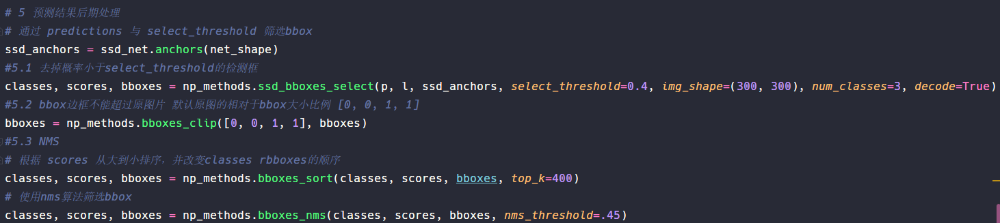 # 5 预测结果后期处理
# 通过 predictions 与 select_threshold 筛选bbox
ssd_anchors = ssd_net.anchors(net_shape)
#5.1 去掉概率小于select_threshold的检测框
classes, scores, bboxes = np_methods.ssd_bboxes_select(p, l, ssd_anchors, select_threshold=0.4, img_shape=(300, 300), num_classes=3, decode=True)
#5.2 bbox边框不能超过原图片 默认原图的相对于bbox大小比例 [0, 0, 1, 1]
bboxes = np_methods.bboxes_clip([0, 0, 1, 1], bboxes)
#5.3 NMS
# 根据 scores 从大到小排序，并改变classes rbboxes的顺序
classes, scores, bboxes = np_methods.bboxes_sort(classes, scores, bboxes, top_k=400)
# 使用nms算法筛选bbox
classes, scores, bboxes = np_methods.bboxes_nms(classes, scores, bboxes, nms_threshold=.45)